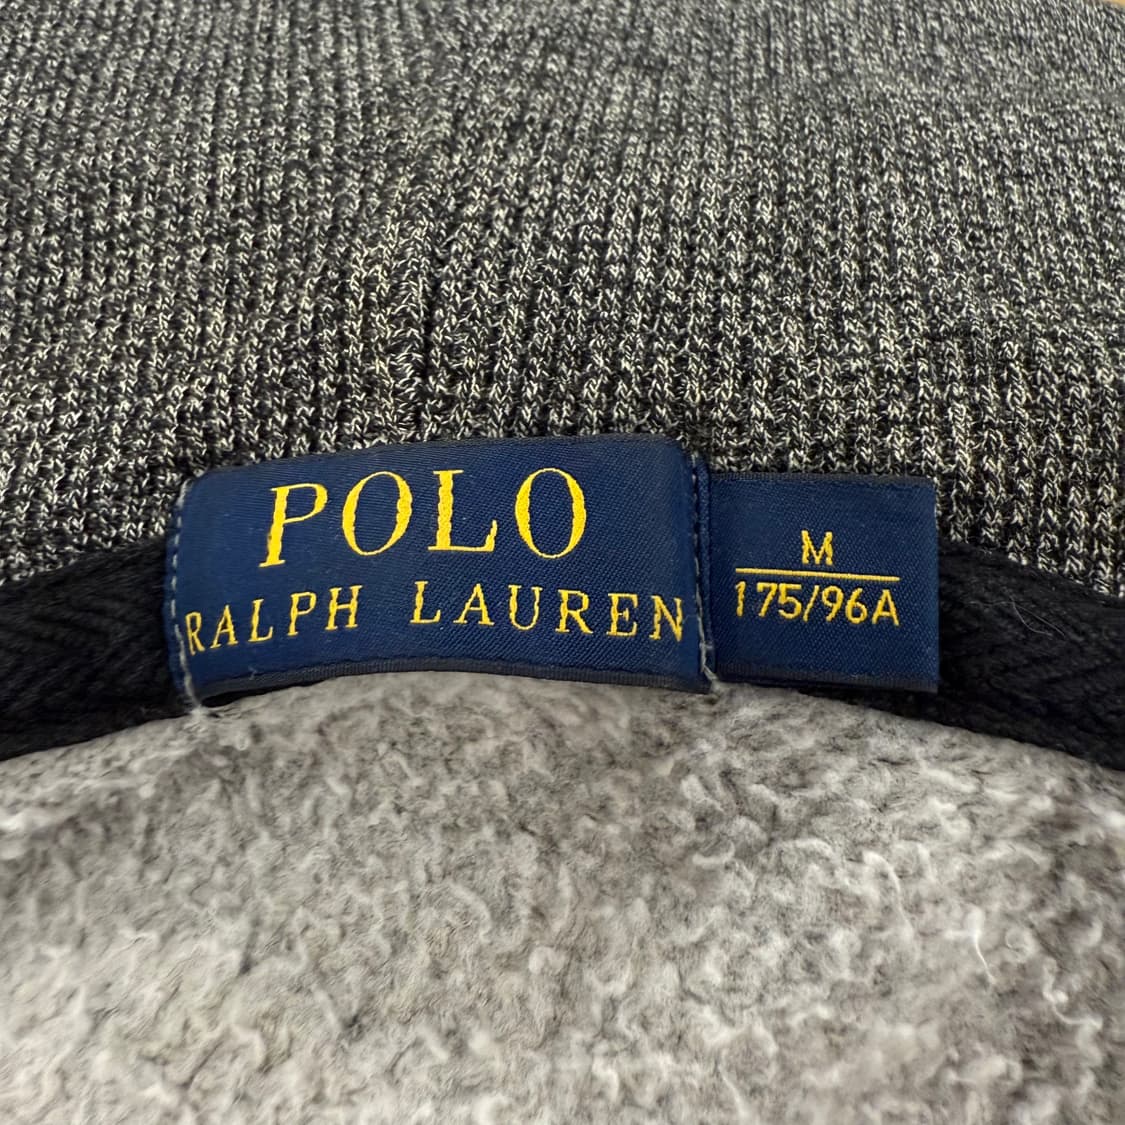 POLO
RALPH LAUREN
M
175/96A